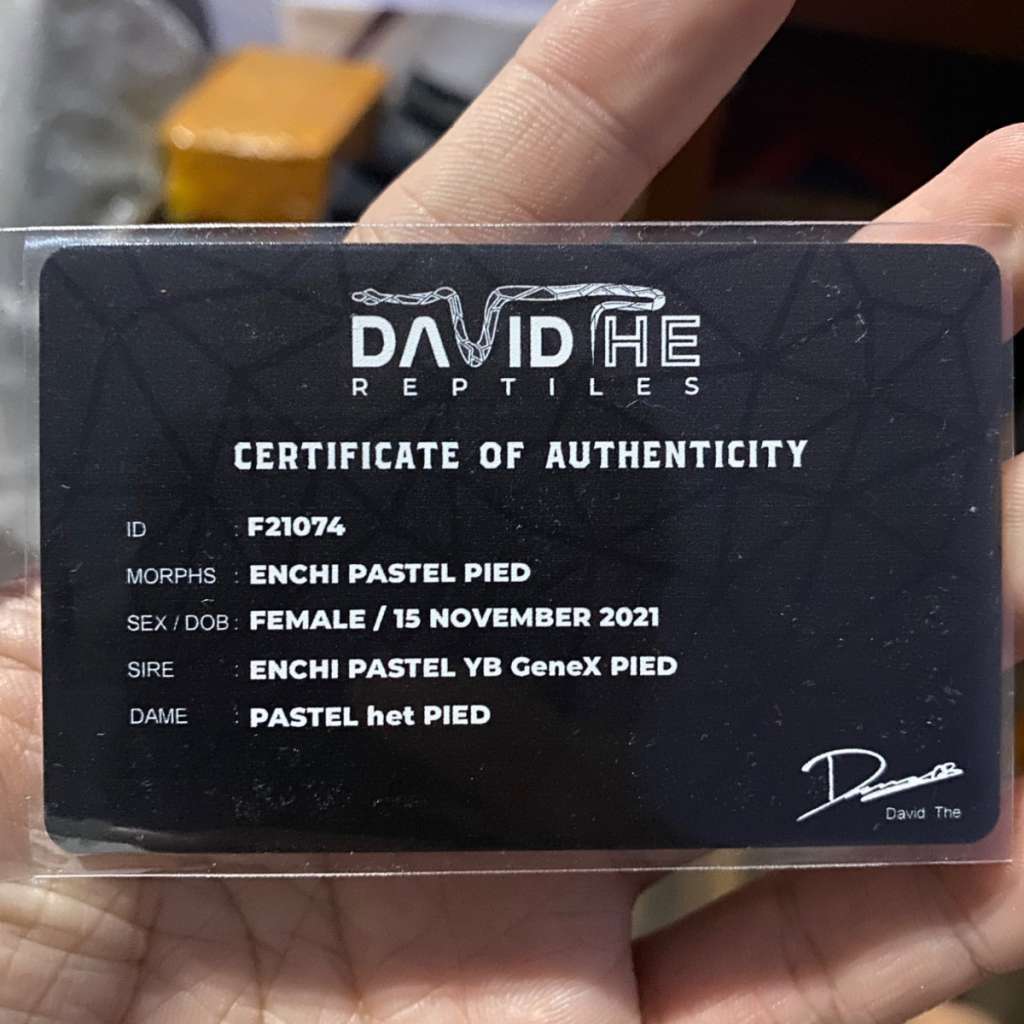 DAVID THE
REPTILES
CERTIFICATE OF AUTHENTICITY
ID : F21074
MORPHS : ENCHI PASTEL PIED
SEX / DOB : FEMALE / 15 NOVEMBER 2021
SIRE : ENCHI PASTEL YB GeneX PIED
DAME : PASTEL het PIED
David The